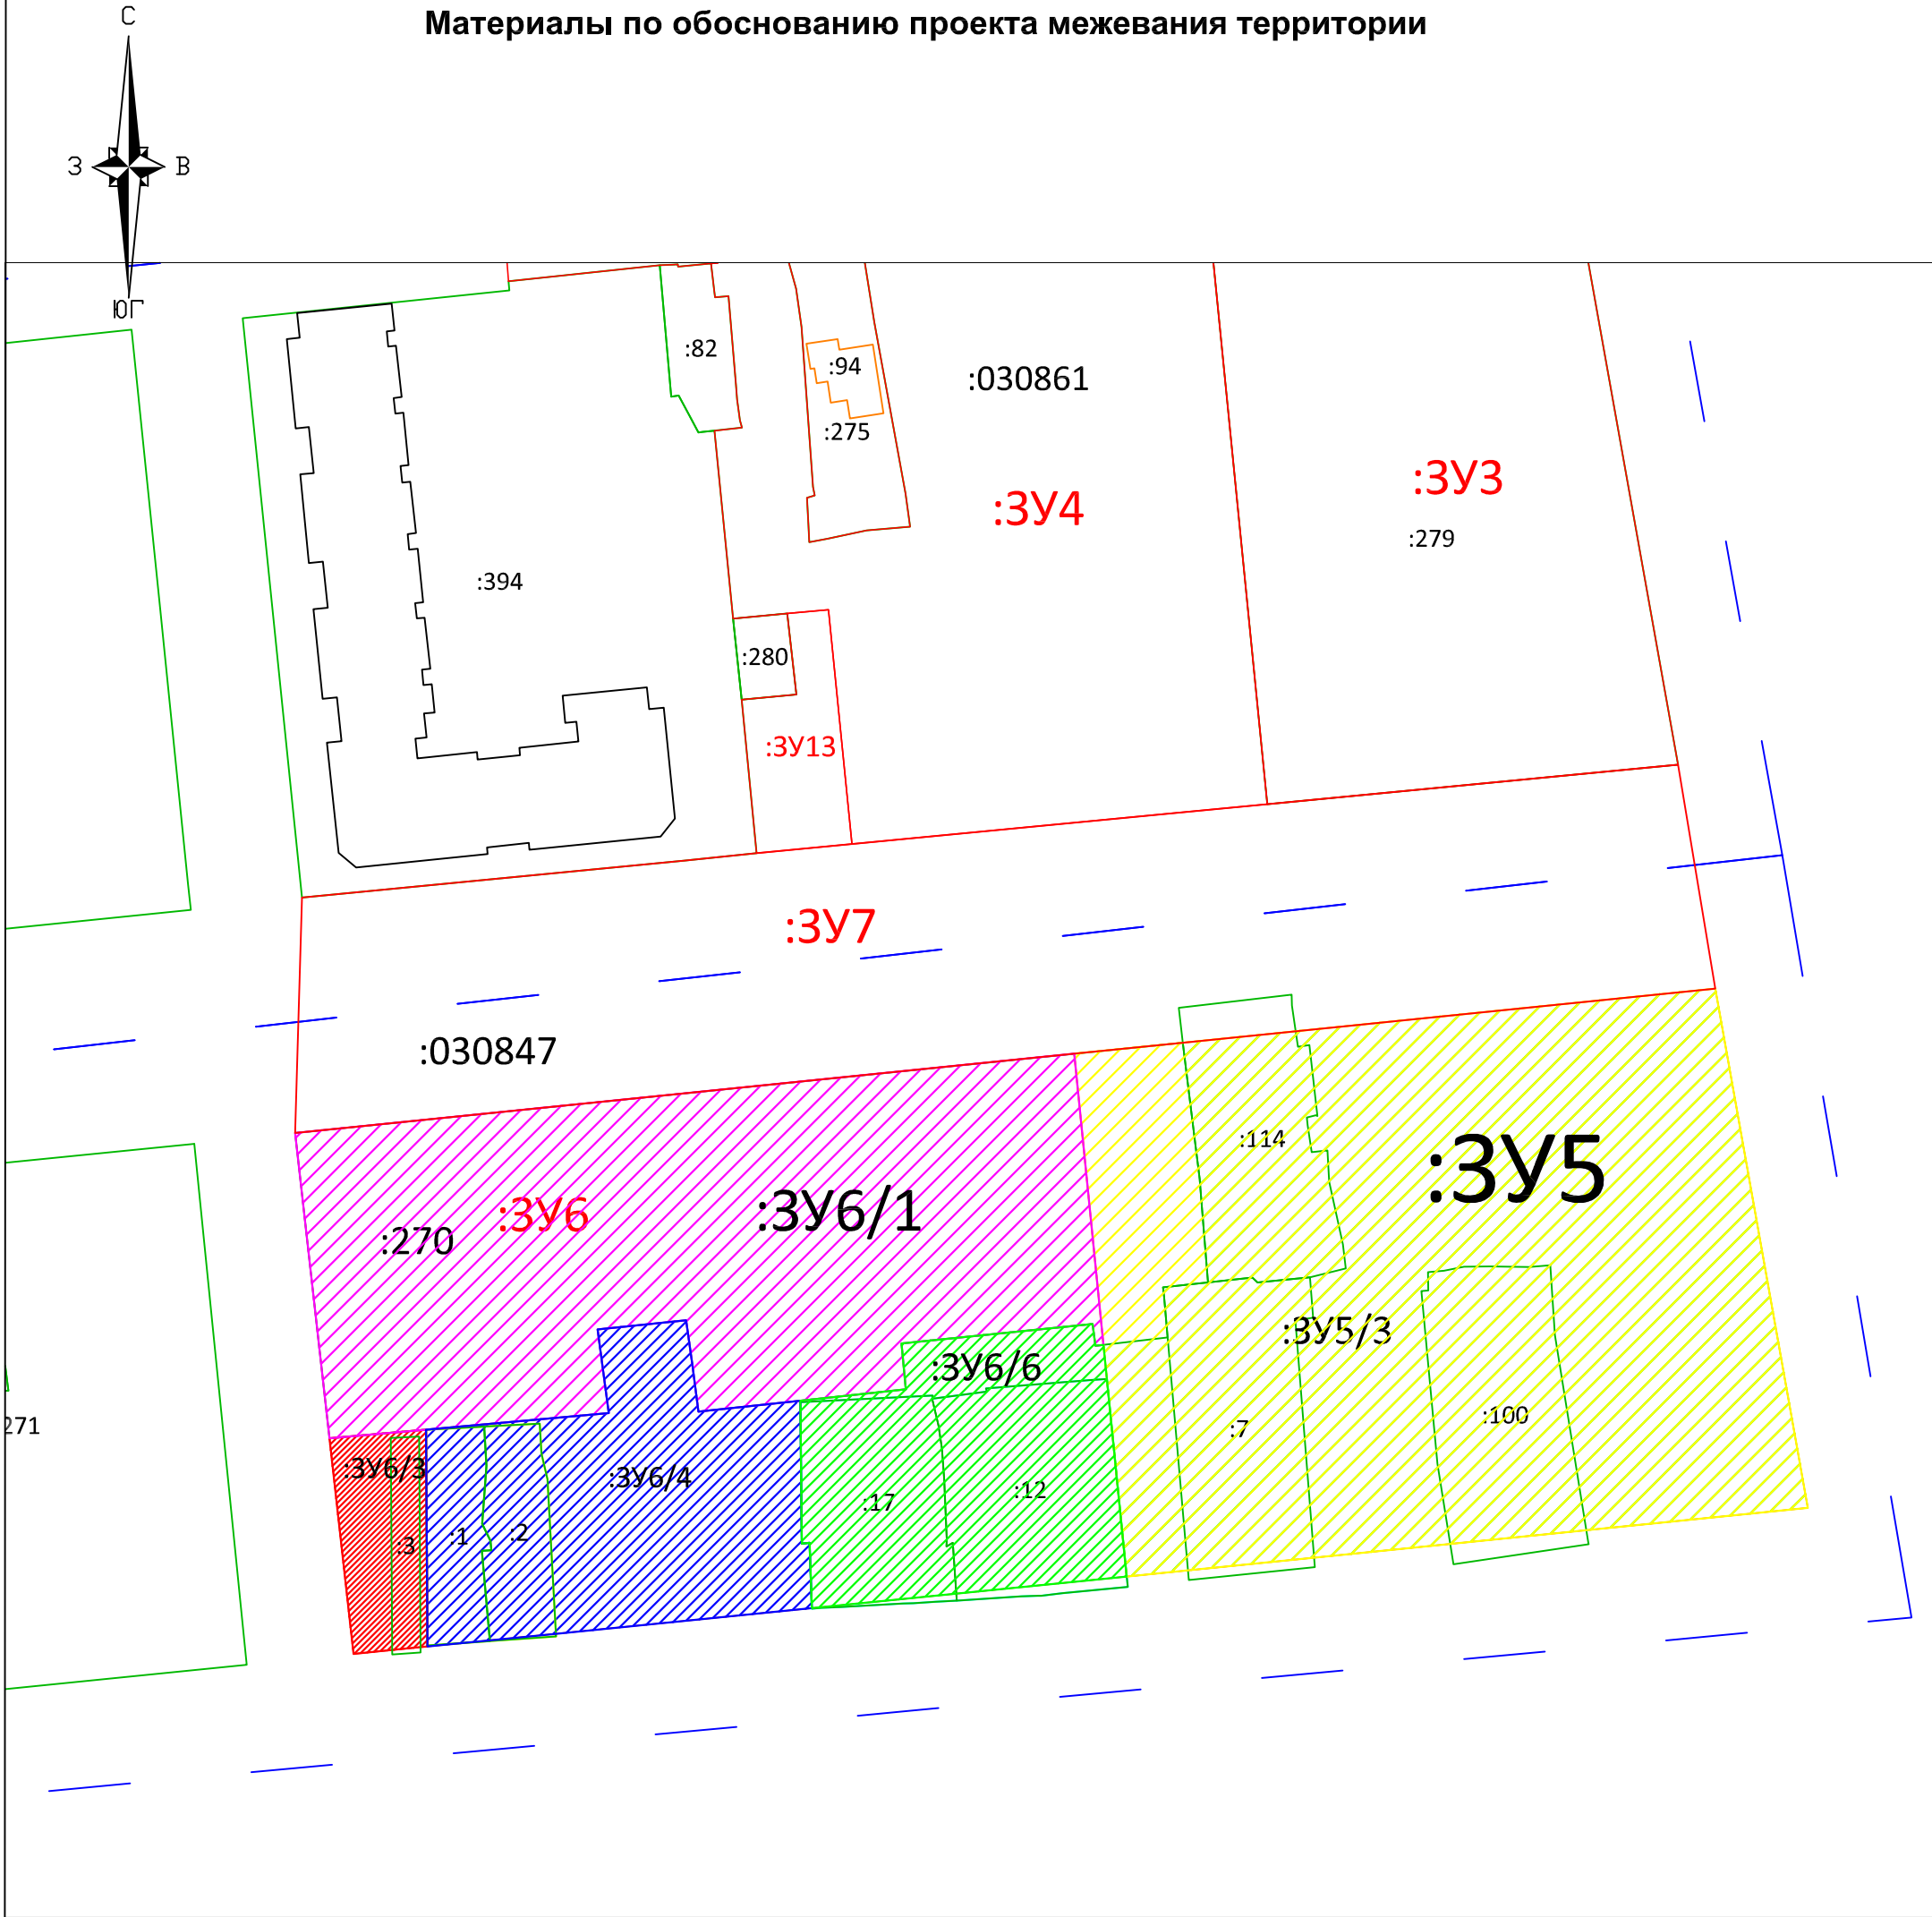 Материалы по обоснованию проекта межевания территории
С
З
В
ЮГ
:82
:94
:275
:030861
:ЗУ4
:ЗУ3
:279
:394
:280
:ЗУ13
:ЗУ7
:030847
:114
:ЗУ5
:ЗУ6
:ЗУ6/1
:270
:ЗУ5/3
:ЗУ6/6
:7
:100
271
:ЗУ6/3
:ЗУ6/4
:17
:12
:3
:1
:2